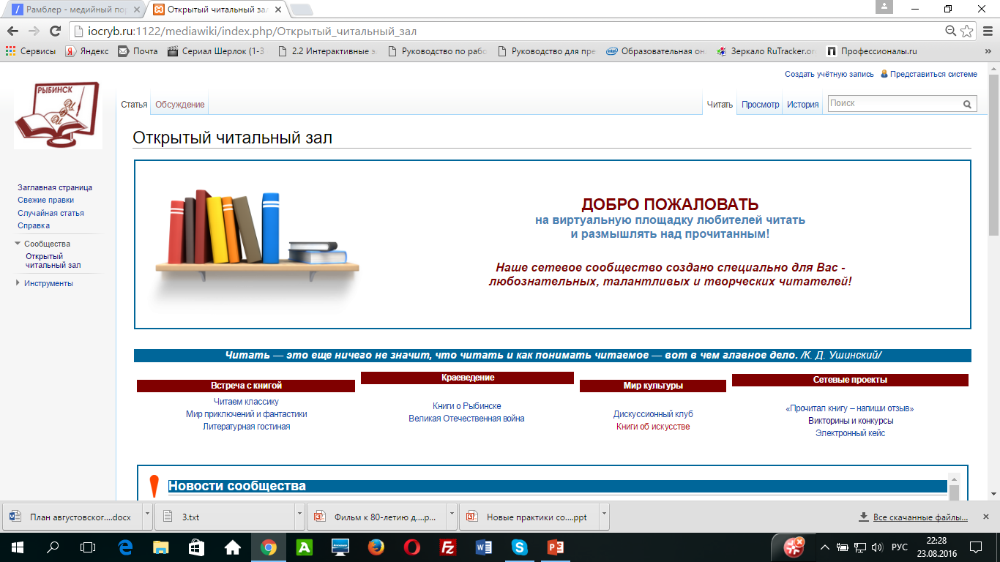 Рамблер - медийный пор
Открытый читальный зал
iocryb.ru:1122/mediawiki/index.php/Открытый_читальный_зал
Сервисы
Яндекс
Почта
Сериал Шерлок (1-3
2.2 Интерактивные э
Руководство по рабо
Руководство для пре
Образовательная он
Зеркало RuTracker.or
Профессионалы.ru
»
Создать учётную запись
Представиться системе
РЫБИНСК
Статья
Обсуждение
Читать
Просмотр
История
Поиск
Открытый читальный зал
Заглавная страница
Свежие правки
Случайная статья
Справка
Сообщества
Открытый
читальный зал
Инструменты
ДОБРО ПОЖАЛОВАТЬ
на виртуальную площадку любителей читать
и размышлять над прочитанным!
Наше сетевое сообщество создано специально для Вас -
любознательных, талантливых и творческих читателей!
Читать — это еще ничего не значит, что читать и как понимать читаемое — вот в чем главное дело. /К. Д. Ушинский/
Встреча с книгой
Читаем классику
Мир приключений и фантастики
Литературная гостиная
Краеведение
Книги о Рыбинске
Великая Отечественная война
Мир культуры
Дискуссионный клуб
Книги об искусстве
Сетевые проекты
«Прочитал книгу – напиши отзыв»
Викторины и конкурсы
Электронный кейс
Новости сообщества
План августовског....docx
3.txt
Фильм к 80-летию д....p...
Новые практики со....ppt
Все скачанные файлы...
РУС
22:28
23.08.2016